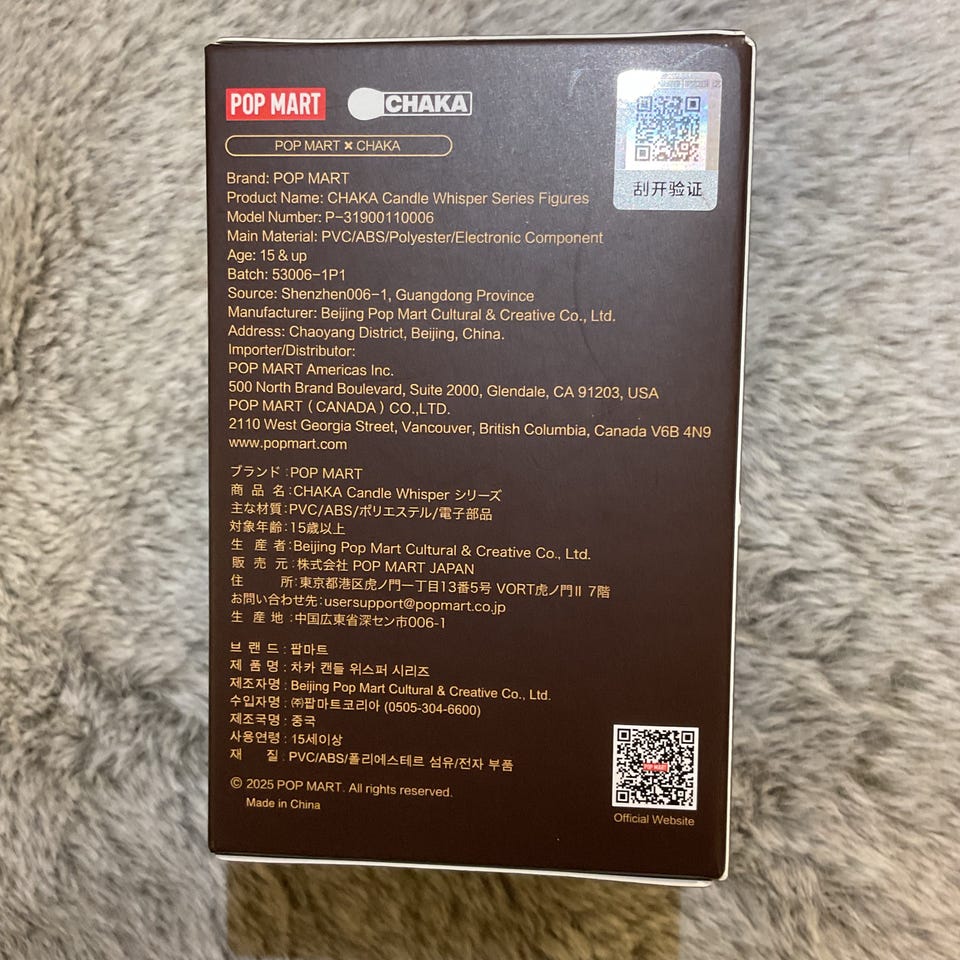 POP MART CHAKA
POP MART × CHAKA
刮开验证
Brand: POP MART
Product Name: CHAKA Candle Whisper Series Figures
Model Number: P-31900110006
Main Material: PVC/ABS/Polyester/Electronic Component
Age: 15 & up
Batch: 53006-1P1
Source: Shenzhen006-1, Guangdong Province
Manufacturer: Beijing Pop Mart Cultural & Creative Co., Ltd.
Address: Chaoyang District, Beijing, China.
Importer/Distributor:
POP MART Americas Inc.
500 North Brand Boulevard, Suite 2000, Glendale, CA 91203, USA
POP MART ( CANADA ) CO.,LTD.
2110 West Georgia Street, Vancouver, British Columbia, Canada V6B 4N9
www.popmart.com
ブランド :POP MART
商 品 名:CHAKA Candle Whisper シリーズ
主な材質:PVC/ABS/ポリエステル/電子部品
対象年齢:15歳以上
生 産 者:Beijing Pop Mart Cultural & Creative Co., Ltd.
販 売 元:株式会社 POP MART JAPAN
住 所:東京都港区虎ノ門一丁目13番5号 VORT虎ノ門II 7階
お問い合わせ先:usersupport@popmart.co.jp
生 産 地:中国広東省深セン市006-1
브 랜 드 : 팝마트
제 품 명 : 차카 캔들 위스퍼 시리즈
제조자명 : Beijing Pop Mart Cultural & Creative Co., Ltd.
수입자명 : ㈜팝마트코리아 (0505-304-6600)
제조국명 : 중국
사용연령 : 15세이상
재 질 : PVC/ABS/폴리에스테르 섬유/전자 부품
© 2025 POP MART. All rights reserved.
Made in China
POP MART
Official Website